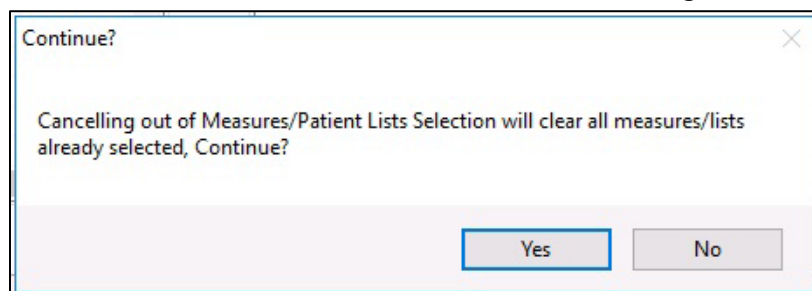 Continue?
Cancelling out of Measures/Patient Lists Selection will clear all measures/lists
already selected, Continue?
Yes No